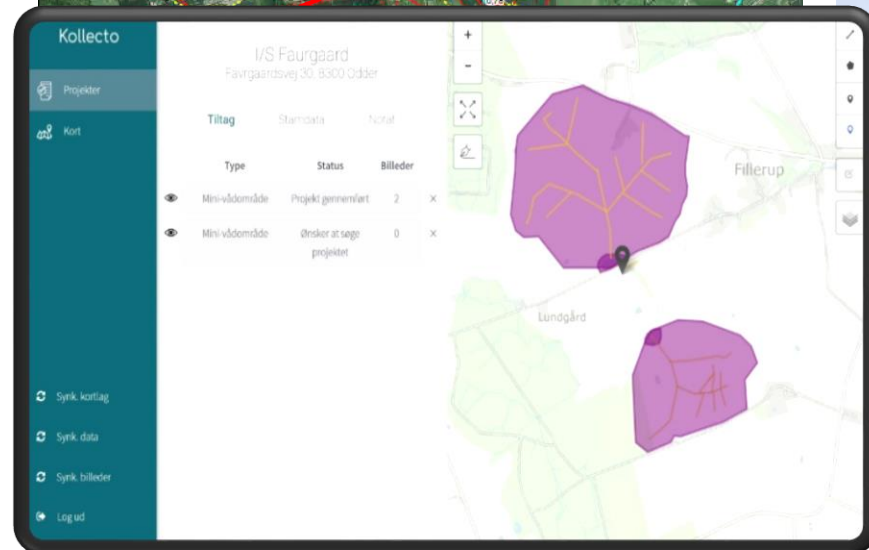 Kollecto
Projekter
Kort
Synk. kortlag
Synk. data
Synk. billeder
Log ud
I/S Faurgaard
Favrgaardsvej 30, 8300 Odder
Tiltag Stamdata Notat
Type Status Billeder
Mini-vådområde Projekt gennemført 2 ×
Mini-vådområde Ønsker at søge 0 ×
projektet
+
-
Fillerup
Lundgård